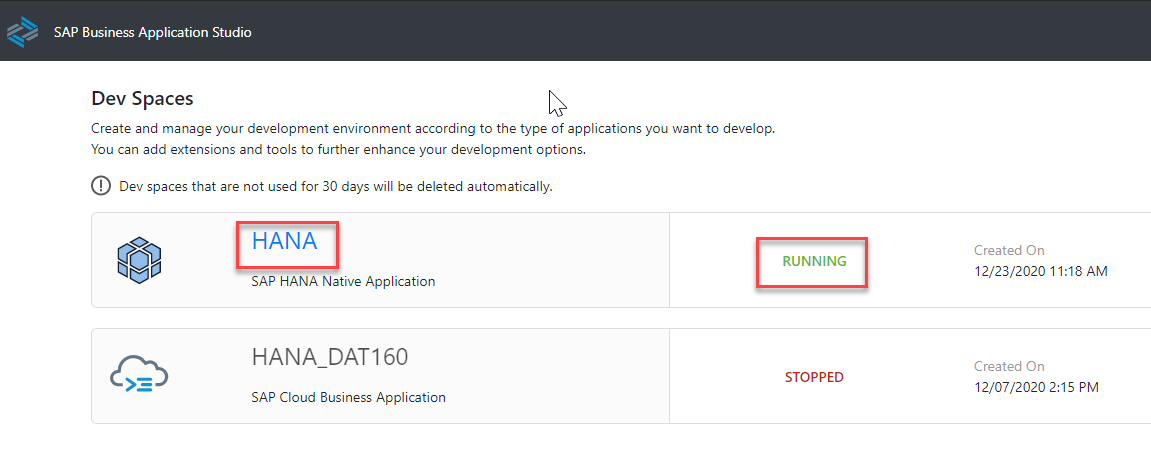 SAP Business Application Studio
Dev Spaces
Create and manage your development environment according to the type of applications you want to develop.
You can add extensions and tools to further enhance your development options.
Dev spaces that are not used for 30 days will be deleted automatically.
HANA
SAP HANA Native Application
RUNNING
Created On
12/23/2020 11:18 AM
HANA_DAT160
SAP Cloud Business Application
STOPPED
Created On
12/07/2020 2:15 PM